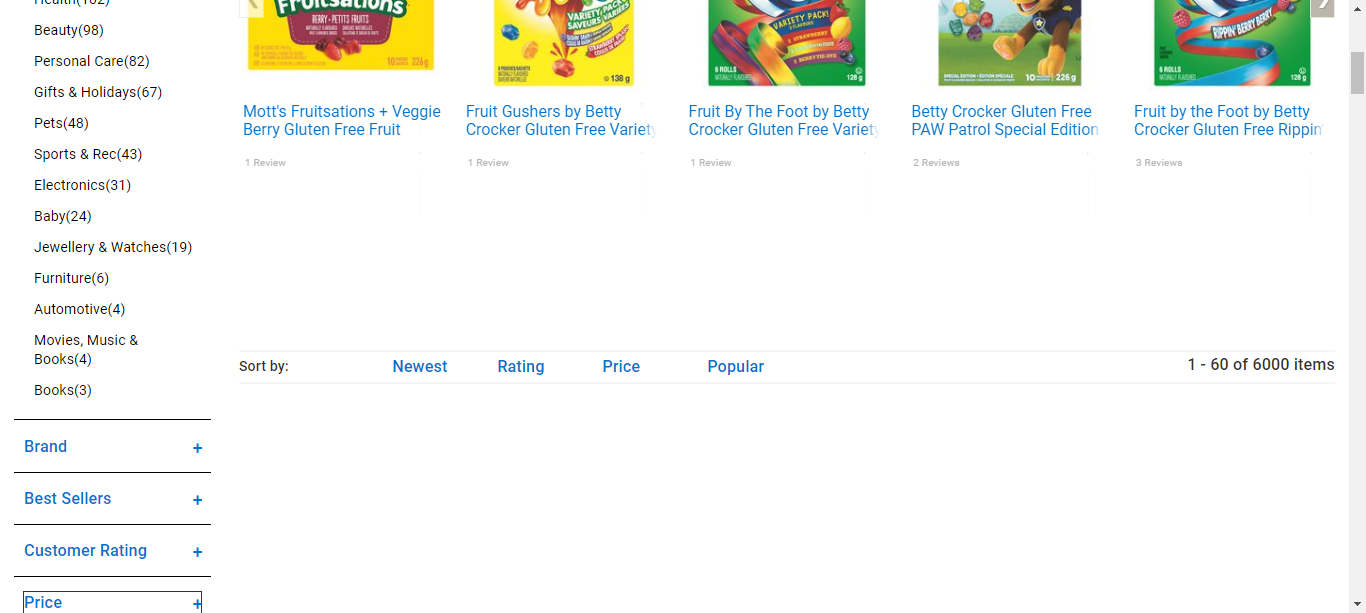 Health(102)
Beauty(98)
Personal Care(82)
Gifts & Holidays(67)
Pets(48)
Sports & Rec(43)
Electronics(31)
Baby(24)
Jewellery & Watches(19)
Furniture(6)
Automotive(4)
Movies, Music &
Books(4)
Books(3)
Brand +
Best Sellers +
Customer Rating +
Price +
Fruitsations
BERRY • PETITS FRUITS
10 226 g
VARIETY PACK
SAVEURS VARIÉES
138 g
VARIETY PACK!
STRAWBERRY
6 ROLLS
128 g
SPECIAL EDITION • ÉDITION SPÉCIALE
10 226 g
RIPPIN' BERRY BERRY
6 ROLLS
128 g
Mott's Fruitsations + Veggie
Berry Gluten Free Fruit
1 Review
Fruit Gushers by Betty
Crocker Gluten Free Variety
1 Review
Fruit By The Foot by Betty
Crocker Gluten Free Variety
1 Review
Betty Crocker Gluten Free
PAW Patrol Special Edition
2 Reviews
Fruit by the Foot by Betty
Crocker Gluten Free Rippin'
3 Reviews
Sort by: Newest Rating Price Popular 1 - 60 of 6000 items